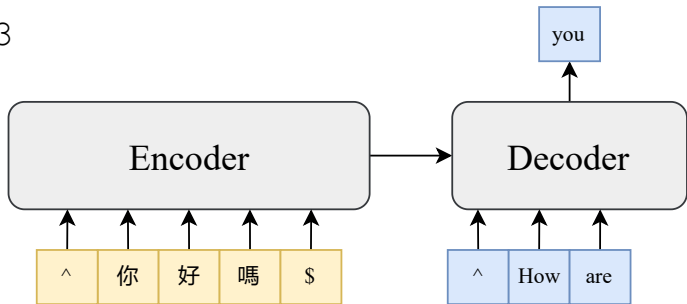 3
you
Encoder
Decoder
^ 你 好 嗎 $
^ How are